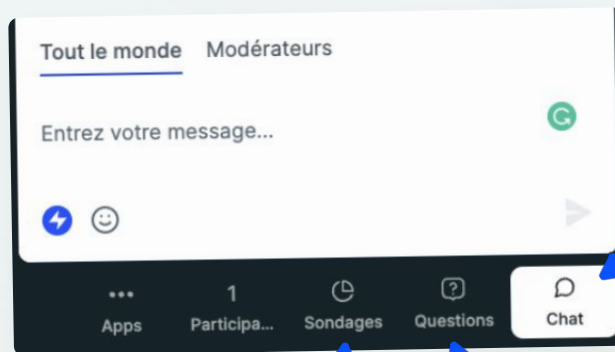 Tout le monde Modérateurs
Entrez votre message...
1
Apps Participa... Sondages Questions Chat